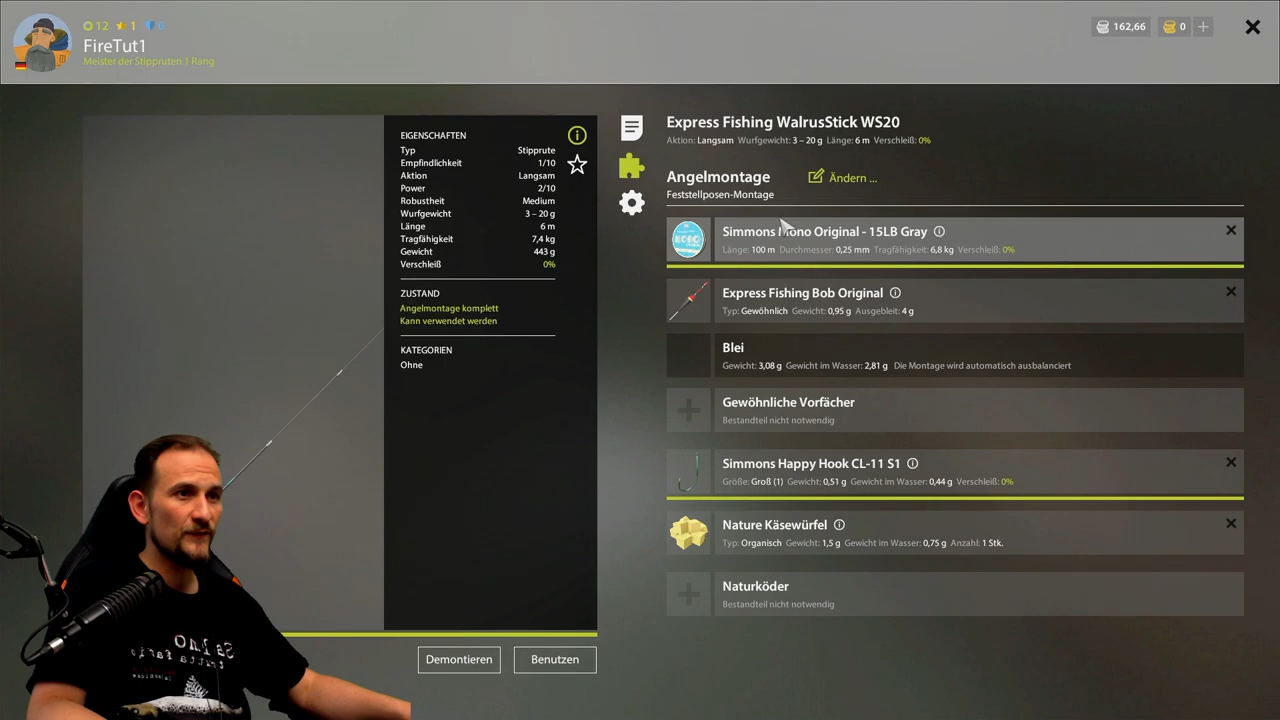 12 1 0
FireTut1
Meister der Stippruten 1 Rang
162,66 0
EIGENSCHAFTEN
Typ Stipprute
Empfindlichkeit 1/10
Aktion Langsam
Power 2/10
Robustheit Medium
Wurfgewicht 3 – 20 g
Länge 6 m
Tragfähigkeit 7,4 kg
Gewicht 443 g
Verschleiß 0%
ZUSTAND
Angelmontage komplett
Kann verwendet werden
KATEGORIEN
Ohne
Demontieren Benutzen
Express Fishing WalrusStick WS20
Aktion: Langsam Wurfgewicht: 3 – 20 g Länge: 6 m Verschleiß: 0%
Angelmontage Ändern ...
Feststellposen-Montage
Simmons Mono Original - 15LB Gray
Länge: 100 m Durchmesser: 0,25 mm Tragfähigkeit: 6,8 kg Verschleiß: 0%
Express Fishing Bob Original
Typ: Gewöhnlich Gewicht: 0,95 g Ausgebleit: 4 g
Blei
Gewicht: 3,08 g Gewicht im Wasser: 2,81 g Die Montage wird automatisch ausbalanciert
Gewöhnliche Vorfächer
Bestandteil nicht notwendig
Simmons Happy Hook CL-11 S1
Größe: Groß (1) Gewicht: 0,51 g Gewicht im Wasser: 0,44 g Verschleiß: 0%
Nature Käsewürfel
Typ: Organisch Gewicht: 1,5 g Gewicht im Wasser: 0,75 g Anzahl: 1 Stk.
Naturköder
Bestandteil nicht notwendig